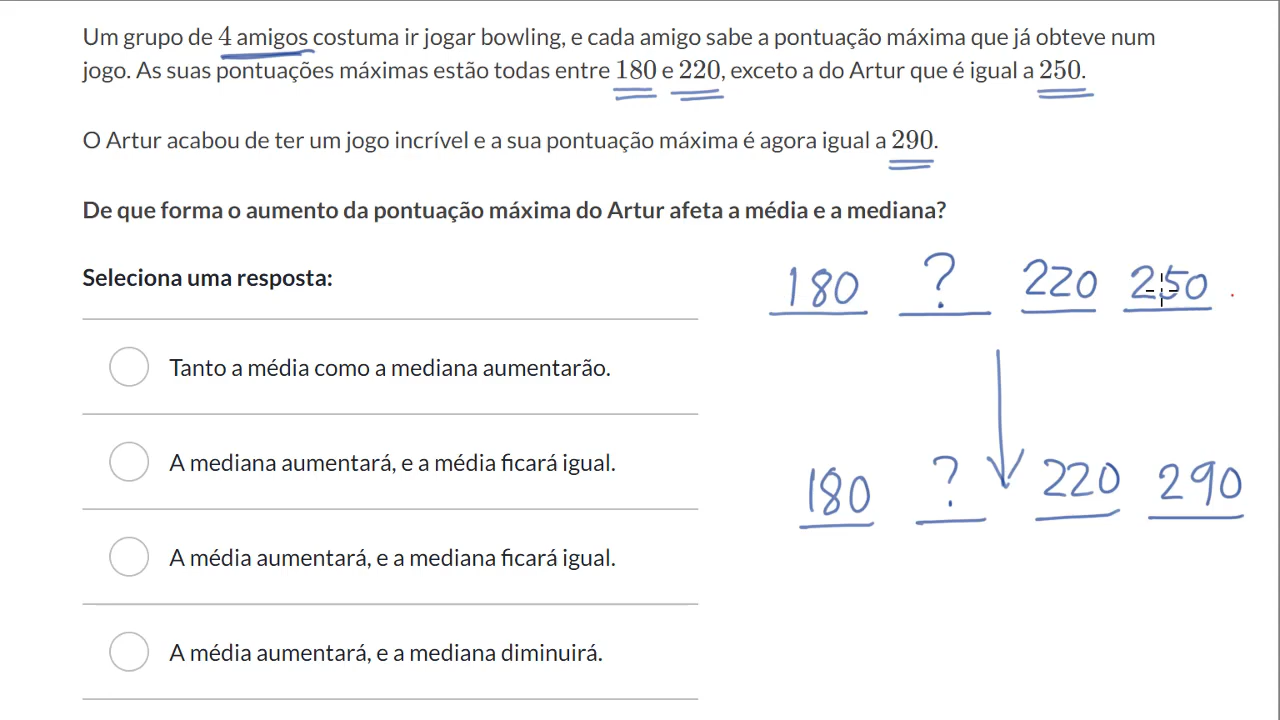 Um grupo de 4 amigos costuma ir jogar bowling, e cada amigo sabe a pontuação máxima que já obteve num
jogo. As suas pontuações máximas estão todas entre 180 e 220, exceto a do Artur que é igual a 250.
O Artur acabou de ter um jogo incrível e a sua pontuação máxima é agora igual a 290.
De que forma o aumento da pontuação máxima do Artur afeta a média e a mediana?
Seleciona uma resposta:
180 ? 220 250
Tanto a média como a mediana aumentarão.
A mediana aumentará, e a média ficará igual.
180 ? 220 290
A média aumentará, e a mediana ficará igual.
A média aumentará, e a mediana diminuirá.